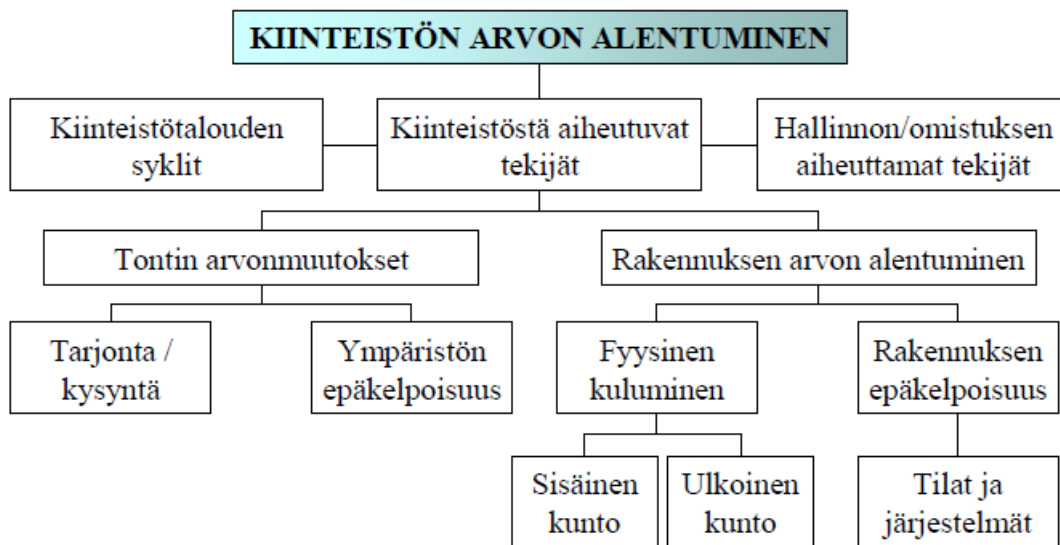 KIINTEISTÖN ARVON ALENTUMINEN
Kiinteistötalouden
syklit
Kiinteistöstä aiheutuvat
tekijät
Hallinnon/omistuksen
aiheuttamat tekijät
Tontin arvonmuutokset
Rakennuksen arvon alentuminen
Tarjonta /
kysyntä
Ympäristön
epäkelpoisuus
Fyysinen
kuluminen
Rakennuksen
epäkelpoisuus
Sisäinen
kunto
Ulkoinen
kunto
Tilat ja
järjestelmät